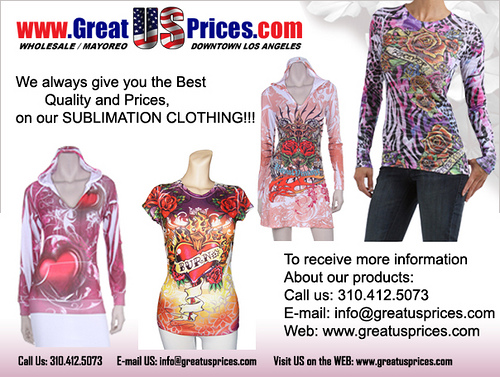 www.GreatUSPrices.com
WHOLESALE / MAYOREO DOWNTOWN LOS ANGELES
We always give you the Best
Quality and Prices,
on our SUBLIMATION CLOTHING!!!
BURNED
To receive more information
About our products:
Call us: 310.412.5073
E-mail: info@greatusprices.com
Web: www.greatusprices.com
Call Us: 310.412.5073 E-mail US: info@greatusprices.com Visit US on the WEB: www.greatusprices.com